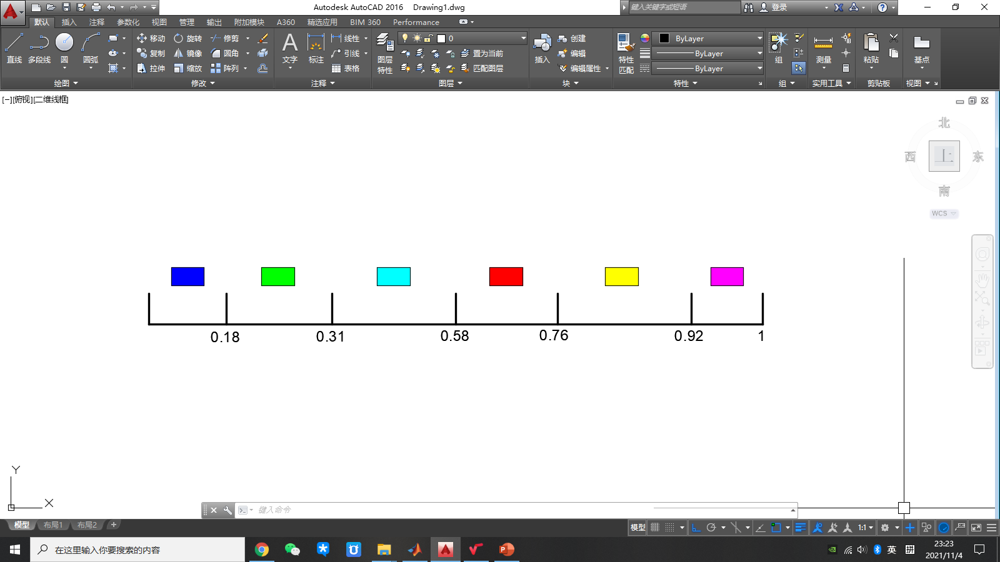 Autodesk AutoCAD 2016 Drawing1.dwg
键入关键字或短语
登录
默认 插入 注释 参数化 视图 管理 输出 附加模块 A360 精选应用 BIM 360 Performance
直线 多段线 圆 圆弧
移动 旋转 修剪
复制 镜像 圆角
拉伸 缩放 阵列
文字 标注
线性
引线
表格
图层特性
0
置为当前
匹配图层
插入
创建
编辑
编辑属性
特性匹配
ByLayer
ByLayer
ByLayer
组
测量
粘贴
基点
绘图 修改 注释 图层 块 特性 组 实用工具 剪贴板 视图
[−][俯视][二维线框]
北
西 上 东
南
WCS
0.18 0.31 0.58 0.76 0.92 1
Y
X
键入命令
模型 布局1 布局2 +
模型 1:1
在这里输入你要搜索的内容
英 拼
23:23
2021/11/4